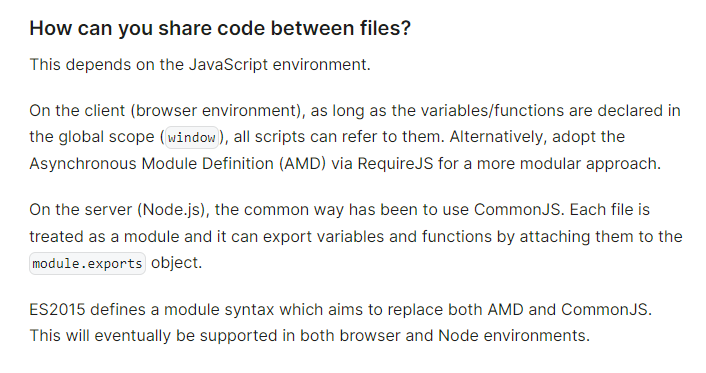 How can you share code between files?
This depends on the JavaScript environment.
On the client (browser environment), as long as the variables/functions are declared in
the global scope (window), all scripts can refer to them. Alternatively, adopt the
Asynchronous Module Definition (AMD) via RequireJS for a more modular approach.
On the server (Node.js), the common way has been to use CommonJS. Each file is
treated as a module and it can export variables and functions by attaching them to the
module.exports object.
ES2015 defines a module syntax which aims to replace both AMD and CommonJS.
This will eventually be supported in both browser and Node environments.